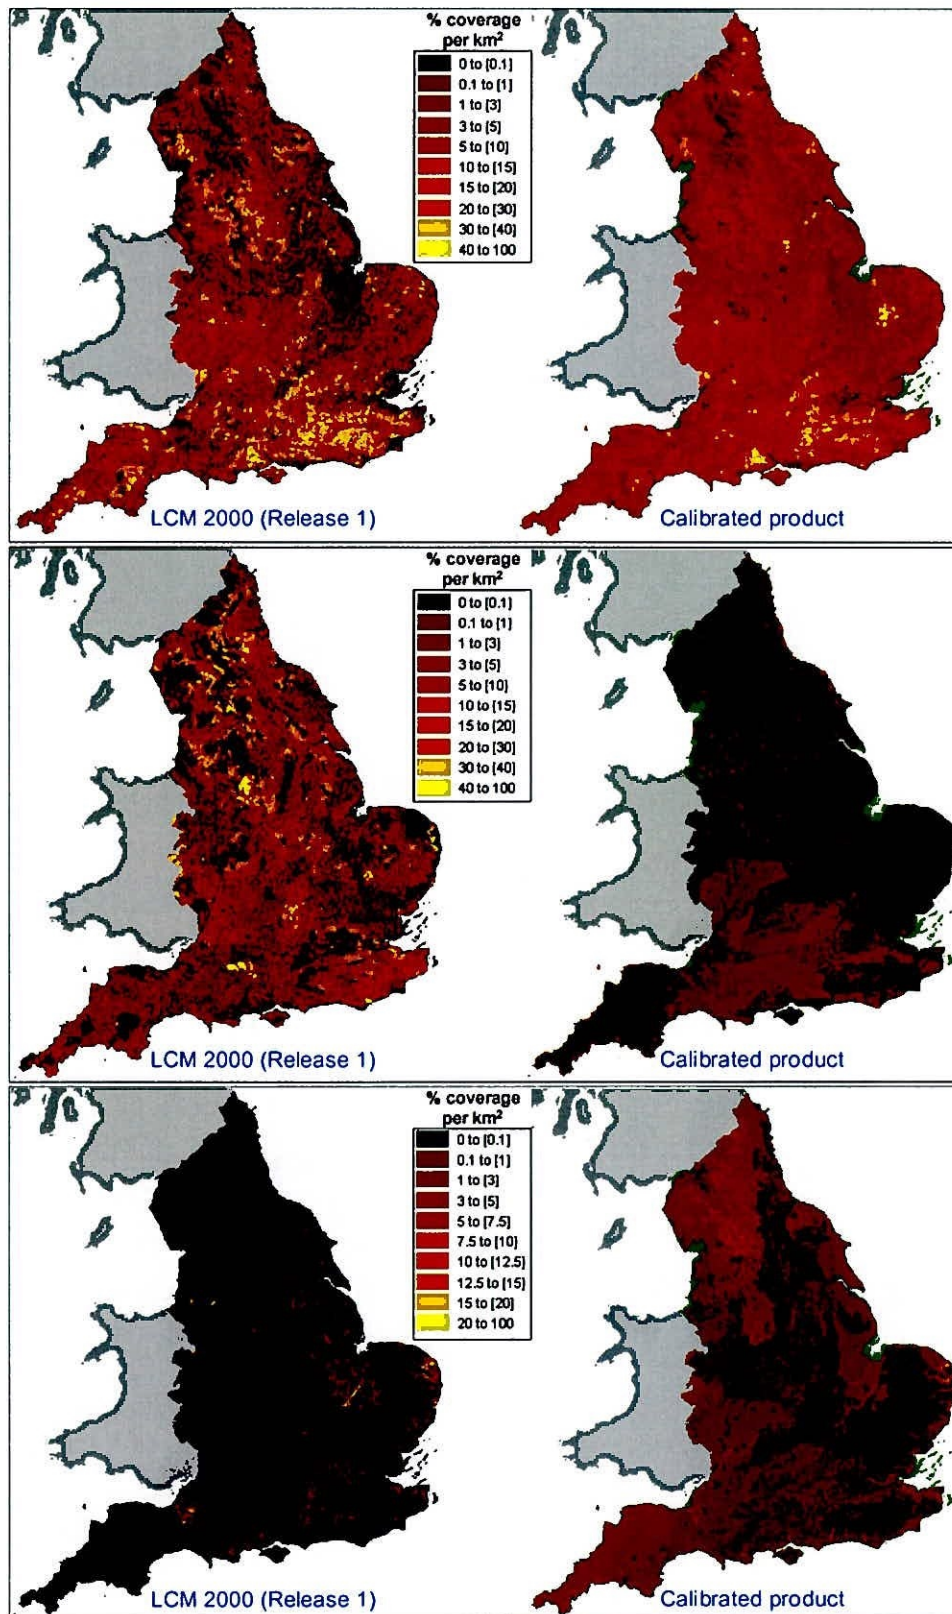 % coverage
per km²
0 to [0.1]
0.1 to [1]
1 to [3]
3 to [5]
5 to [10]
10 to [15]
15 to [20]
20 to [30]
30 to [40]
40 to 100
LCM 2000 (Release 1)
Calibrated product
% coverage
per km²
0 to [0.1]
0.1 to [1]
1 to [3]
3 to [5]
5 to [10]
10 to [15]
15 to [20]
20 to [30]
30 to [40]
40 to 100
LCM 2000 (Release 1)
Calibrated product
% coverage
per km²
0 to [0.1]
0.1 to [1]
1 to [3]
3 to [5]
5 to [7.5]
7.5 to [10]
10 to [12.5]
12.5 to [15]
15 to [20]
20 to 100
LCM 2000 (Release 1)
Calibrated product